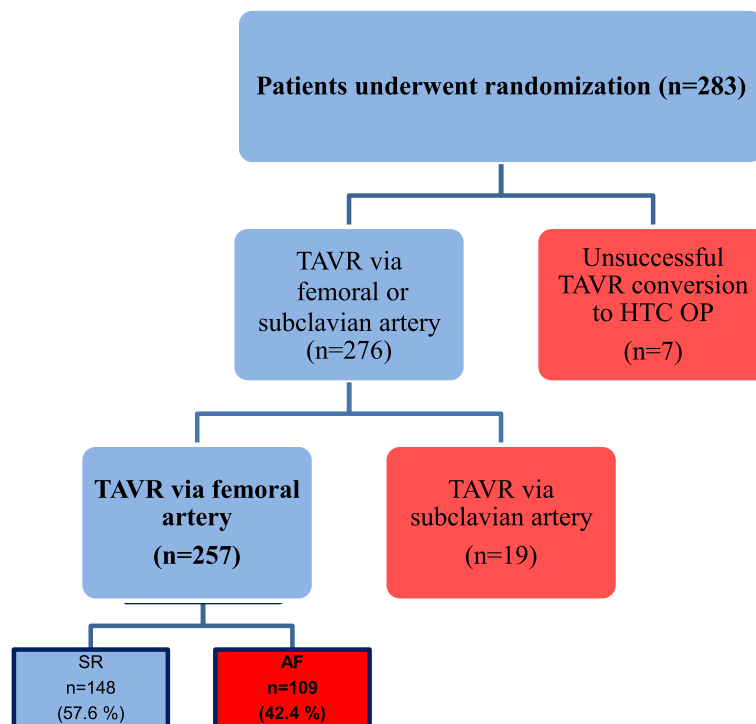 Patients underwent randomization (n=283)
TAVR via
femoral or
subclavian artery
(n=276)
Unsuccessful
TAVR conversion
to HTC OP
(n=7)
TAVR via femoral
artery
(n=257)
TAVR via
subclavian artery
(n=19)
SR
n=148
(57.6 %)
AF
n=109
(42.4 %)